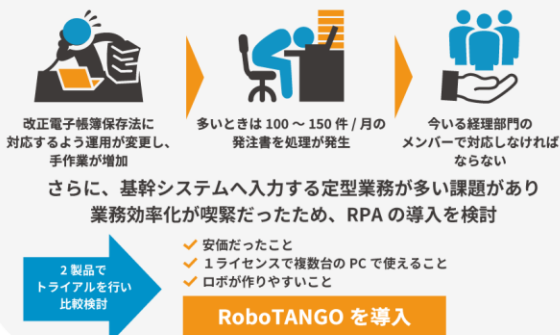 改正電子帳簿保存法に
対応するよう運用が変更し、
手作業が増加
多いときは 100 ～ 150 件 / 月の
発注書を処理が発生
今いる経理部門の
メンバーで対応しなければ
ならない
さらに、基幹システムへ入力する定型業務が多い課題があり
業務効率化が喫緊だったため、RPA の導入を検討
2 製品で
トライアルを行い
比較検討
安価だったこと
１ライセンスで複数台の PC で使えること
ロボが作りやすいこと
RoboTANGO を導入